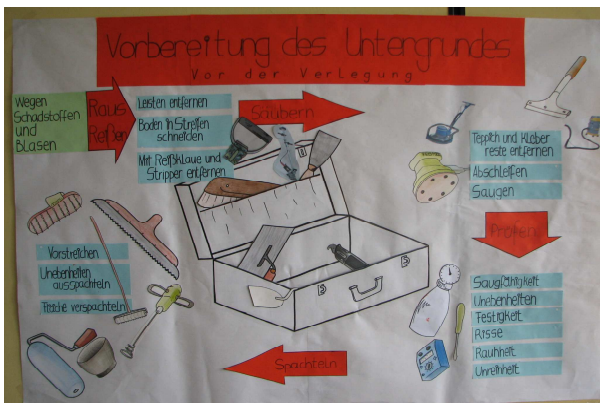 Vorbereitung des Untergrundes
Vor der Verlegung
Wegen
Schadstoffen
und
Blasen
Raus
Reißen
Leisten entfernen
Boden in Streifen
schneiden
Mit Reißklaue und
Stripper entfernen
Säubern
Teppich und Kleber
reste entfernen
Abschleifen
Saugen
Prüfen
Saugfähigkeit
Unebenheiten
Festigkeit
Risse
Rauheit
Unreinheit
Spachteln
Vorstreichen
Unebenheiten
ausspachteln
Fläche verspachteln